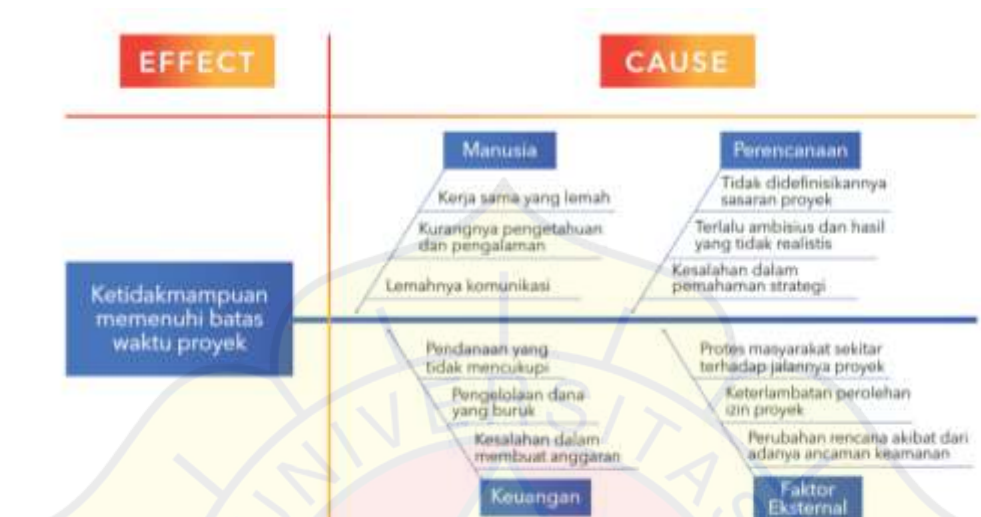 EFFECT
CAUSE
Manusia
Kerja sama yang lemah
Kurangnya pengetahuan
dan pengalaman
Lemahnya komunikasi
Perencanaan
Tidak didefinisikannya
sasaran proyek
Terlalu ambisius dan hasil
yang tidak realistis
Kesalahan dalam
pemahaman strategi
Ketidakmampuan
memenuhi batas
waktu proyek
Pendanaan yang
tidak mencukupi
Pengelolaan dana
yang buruk
Kesalahan dalam
membuat anggaran
Keuangan
Protes masyarakat sekitar
terhadap jalannya proyek
Keterlambatan perolehan
izin proyek
Perubahan rencana akibat dari
adanya ancaman keamanan
Faktor
Eksternal
UNIVERSITAS